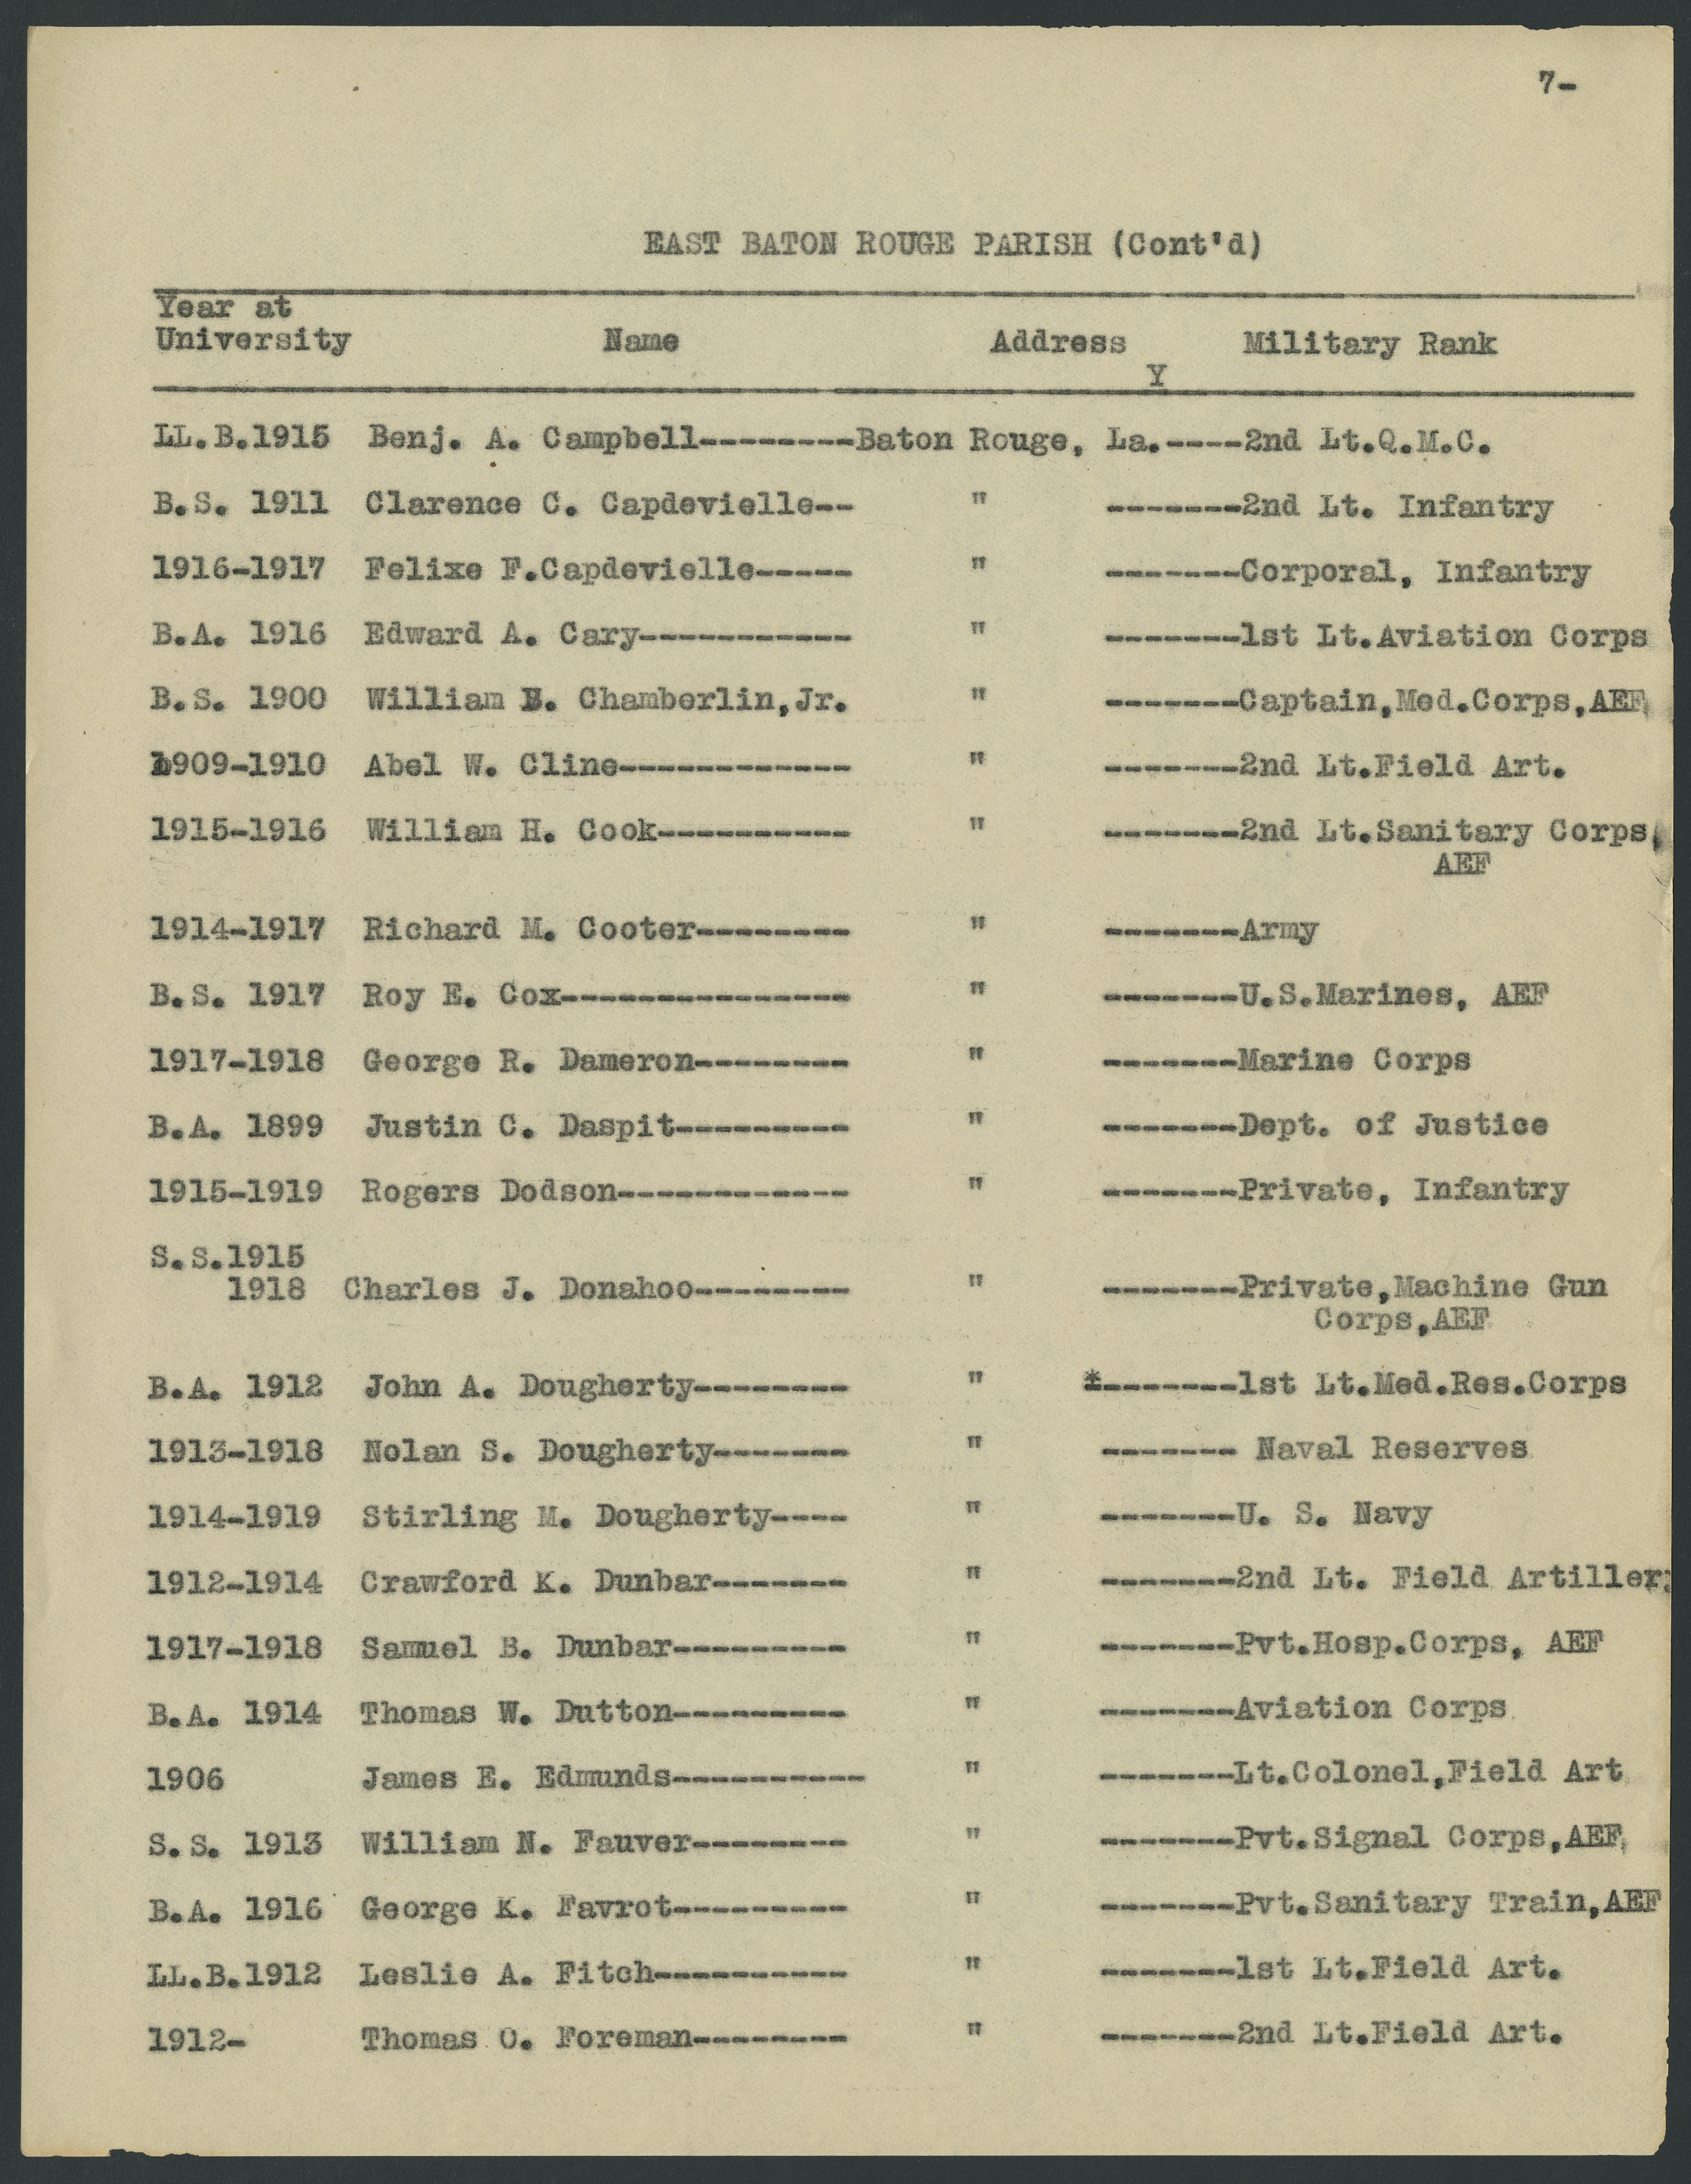 7-
EAST BATON ROUGE PARISH (Cont'd)
Year at
University Name Address Military Rank
Y
LL.B.1915 Benj. A. Campbell--------Baton Rouge, La.----2nd Lt.Q.M.C.
B.S. 1911 Clarence C. Capdevielle-- " -------2nd Lt. Infantry
1916-1917 Felixe F.Capdevielle----- " -------Corporal, Infantry
B.A. 1916 Edward A. Cary----------- " -------1st Lt.Aviation Corps
B.S. 1900 William B. Chamberlin,Jr. " -------Captain,Med.Corps,AEF
1909-1910 Abel W. Cline------------ " -------2nd Lt.Field Art.
1915-1916 William H. Cook---------- " -------2nd Lt.Sanitary Corps,
AEF
1914-1917 Richard M. Cooter-------- " -------Army
B.S. 1917 Roy E. Cox--------------- " -------U.S.Marines, AEF
1917-1918 George R. Dameron-------- " -------Marine Corps
B.A. 1899 Justin C. Daspit--------- " -------Dept. of Justice
1915-1919 Rogers Dodson------------ " -------Private, Infantry
S.S.1915
1918 Charles J. Donahoo-------- " -------Private,Machine Gun
Corps,AEF
B.A. 1912 John A. Dougherty-------- " *-------1st Lt.Med.Res.Corps
1913-1918 Nolan S. Dougherty------- " ------- Naval Reserves
1914-1919 Stirling M. Dougherty---- " -------U. S. Navy
1912-1914 Crawford K. Dunbar------- " -------2nd Lt. Field Artiller
1917-1918 Samuel B. Dunbar--------- " -------Pvt.Hosp.Corps, AEF
B.A. 1914 Thomas W. Dutton--------- " -------Aviation Corps
1906 James E. Edmunds---------- " -------Lt.Colonel,Field Art
S.S. 1913 William N. Fauver-------- " -------Pvt.Signal Corps,AEF
B.A. 1916 George K. Favrot--------- " -------Pvt.Sanitary Train,AEF
LL.B.1912 Leslie A. Fitch---------- " -------1st Lt.Field Art.
1912- Thomas O. Foreman-------- " -------2nd Lt.Field Art.